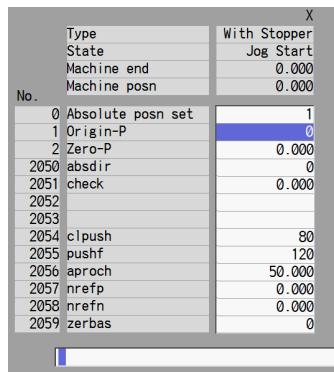 X
Type With Stopper
State Jog Start
Machine end 0.000
Machine posn 0.000
No.
0 Absolute posn set 1
1 Origin-P 0
2 Zero-P 0.000
2050 absdir 0
2051 check 0.000
2052
2053
2054 clpush 80
2055 pushf 120
2056 aproch 50.000
2057 nrefp 0.000
2058 nrefn 0.000
2059 zerbas 0